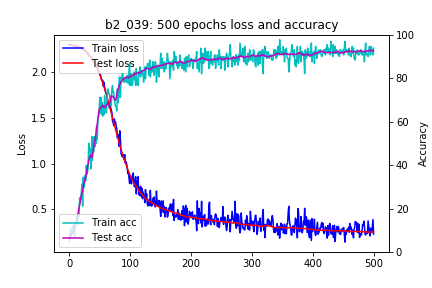 b2_039: 500 epochs loss and accuracy
Train loss
Test loss
Train acc
Test acc
Loss
Accuracy
2.0
1.5
1.0
0.5
100
80
60
40
20
0
0 100 200 300 400 500